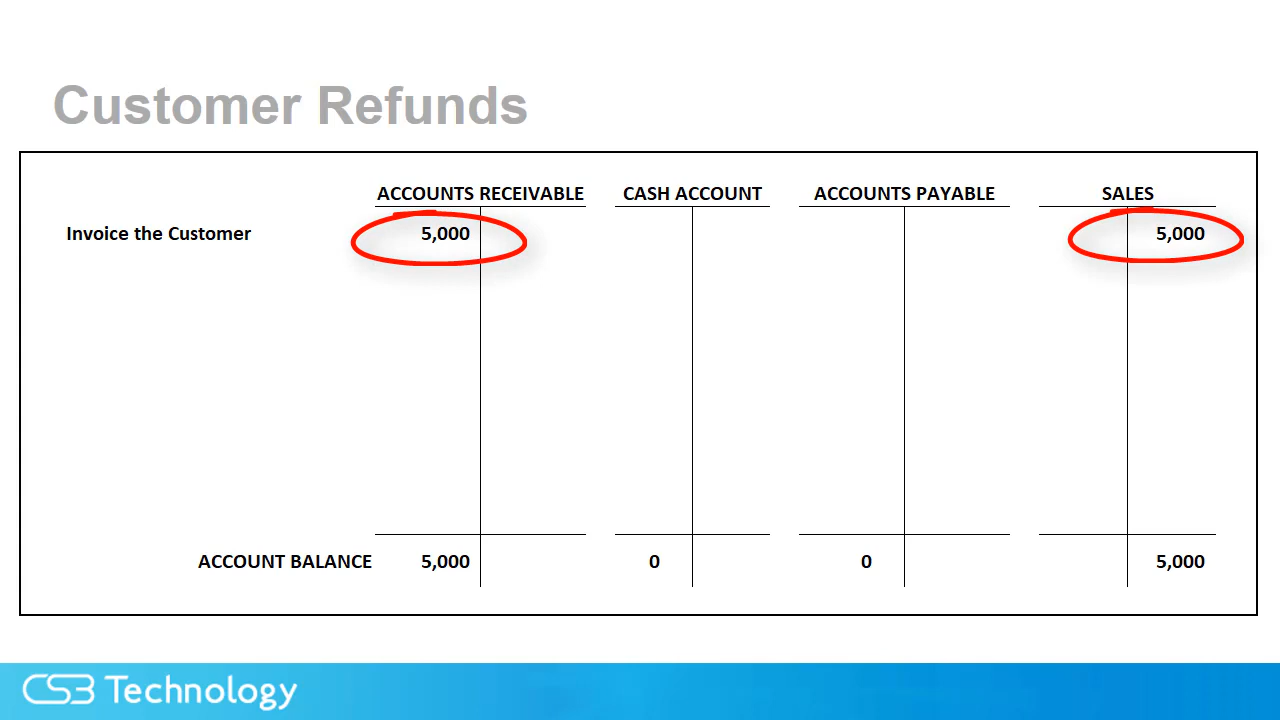 Customer Refunds
ACCOUNTS RECEIVABLE CASH ACCOUNT ACCOUNTS PAYABLE SALES
Invoice the Customer 5,000 5,000
ACCOUNT BALANCE 5,000 0 0 5,000
CSB Technology